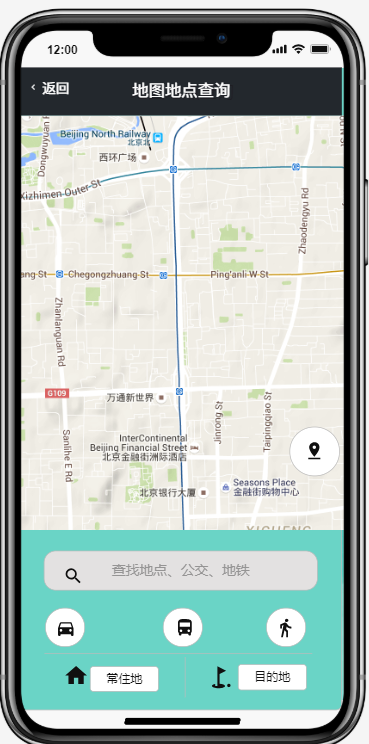 12:00
返回
地图地点查询
Dongwuyuan R
Beijing North Railway
北京北
西环广场
Xizhimen Outer St
Zhaodengyu Rd
ang St
Chegongzhuang St
Ping'anli W St
Zhanlanguan Rd
G109
万通新世界
Sanlihe E Rd
Jinrong St
Taipingqiao St
InterContinental
Beijing Financial Street
北京金融街洲际酒店
Seasons Place
金融街购物中心
北京银行大厦
XICHENG
查找地点、公交、地铁
常住地
目的地